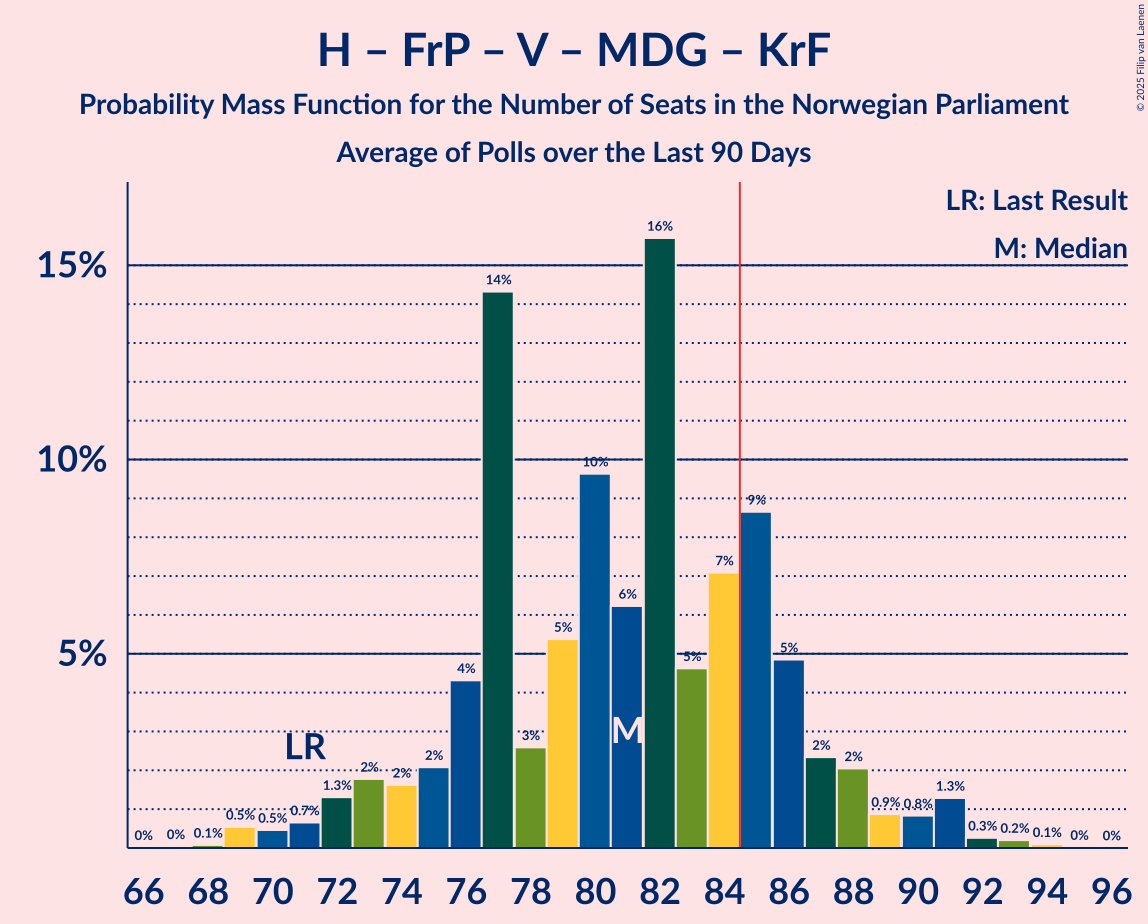 H – FrP – V – MDG – KrF
Probability Mass Function for the Number of Seats in the Norwegian Parliament
Average of Polls over the Last 90 Days
© 2025 Filip van Laenen
LR: Last Result
M: Median
15%
10%
5%
0% 0% 0.1% 0.5% 0.5% 0.7% 1.3% 2% 2% 2% 4% 14% 3% 5% 10% 6% 16% 5% 7% 9% 5% 2% 2% 0.9% 0.8% 1.3% 0.3% 0.2% 0.1% 0% 0%
LR
M
66 68 70 72 74 76 78 80 82 84 86 88 90 92 94 96